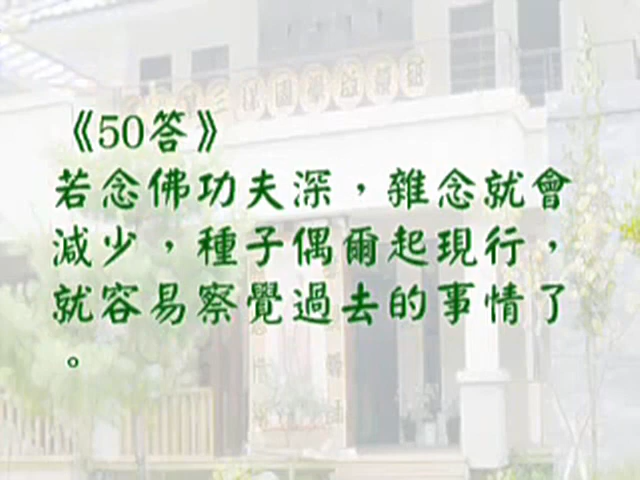 《50答》
若念佛功夫深，雜念就會
減少，種子偶爾起現行，
就容易察覺過去的事情了
。